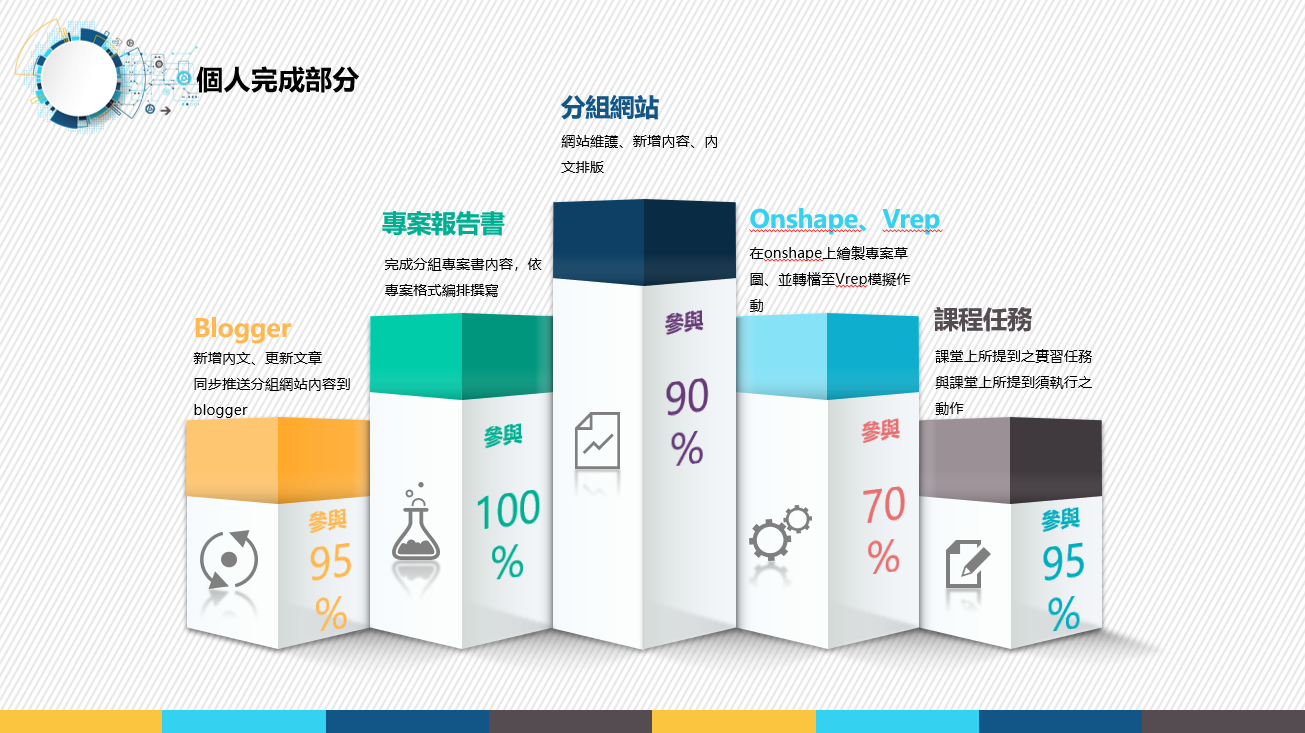 個人完成部分
分組網站
網站維護、新增內容、內
文排版
專案報告書
完成分組專案書內容，依
專案格式編排撰寫
Onshape、Vrep
在onshape上繪製專案草
圖、並轉檔至Vrep模擬作
動
Blogger
新增內文、更新文章
同步推送分組網站內容到
blogger
課程任務
課堂上所提到之實習任務
與課堂上所提到須執行之
動作
參與
95
%
參與
100
%
參與
90
%
參與
70
%
參與
95
%